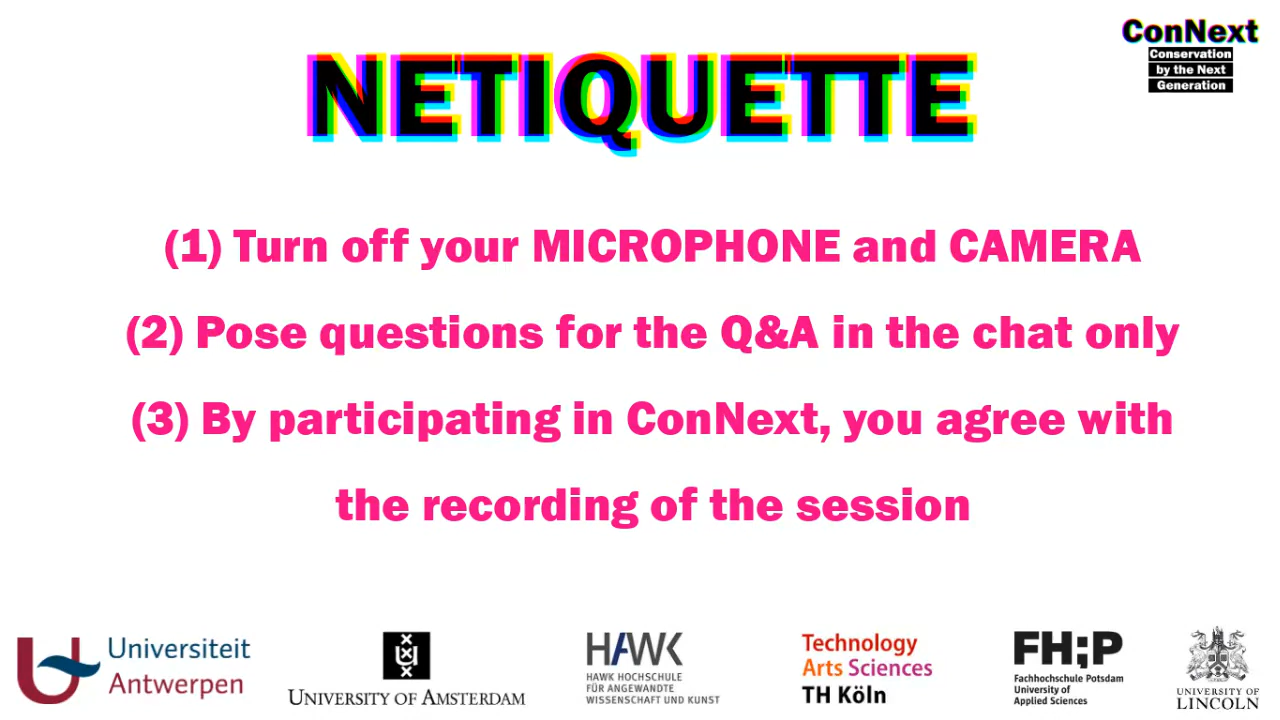 ConNext
Conservation
by the Next
Generation
NETIQUETTE
(1) Turn off your MICROPHONE and CAMERA
(2) Pose questions for the Q&A in the chat only
(3) By participating in ConNext, you agree with
the recording of the session
Universiteit
Antwerpen
UNIVERSITY OF AMSTERDAM
HAWK
HAWK HOCHSCHULE
FÜR ANGEWANDTE
WISSENSCHAFT UND KUNST
Technology
Arts Sciences
TH Köln
FH;P
Fachhochschule Potsdam
University of
Applied Sciences
UNIVERSITY OF
LINCOLN